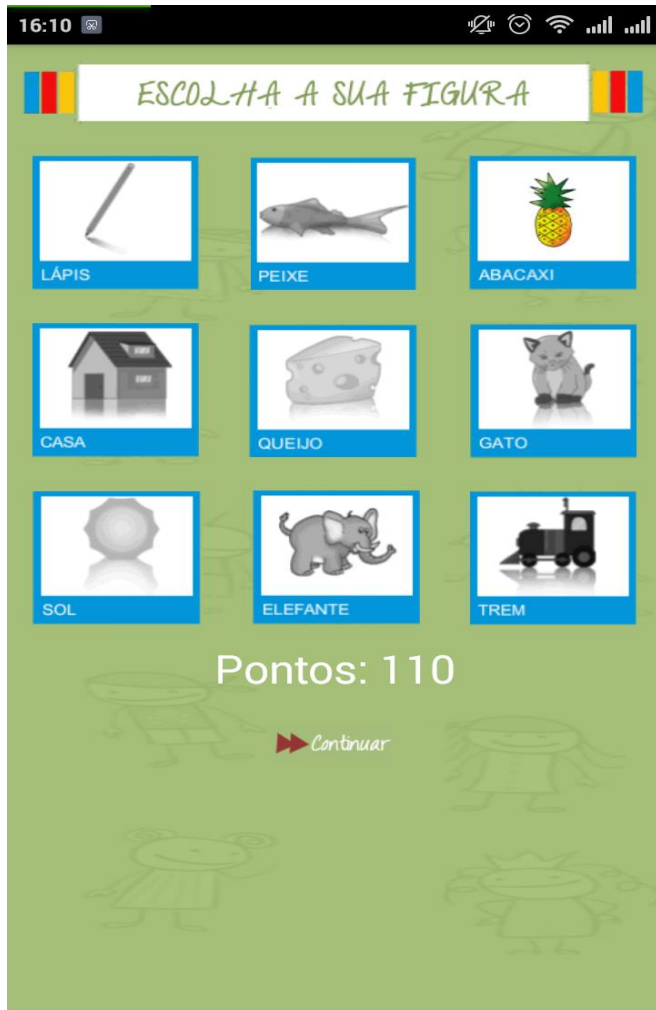 16:10
ESCOLHA A SUA FIGURA
LÁPIS
PEIXE
ABACAXI
CASA
QUEIJO
GATO
SOL
ELEFANTE
TREM
Pontos: 110
Continuar